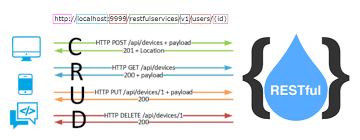 http://localhost:9999/restfulservices/v1/users/{id}
C
HTTP POST /api/devices + payload
201 + Location
R
HTTP GET /api/devices
200 + payload
U
HTTP PUT /api/devices/1 + payload
200
D
HTTP DELETE /api/devices/1
200
{ RESTful }